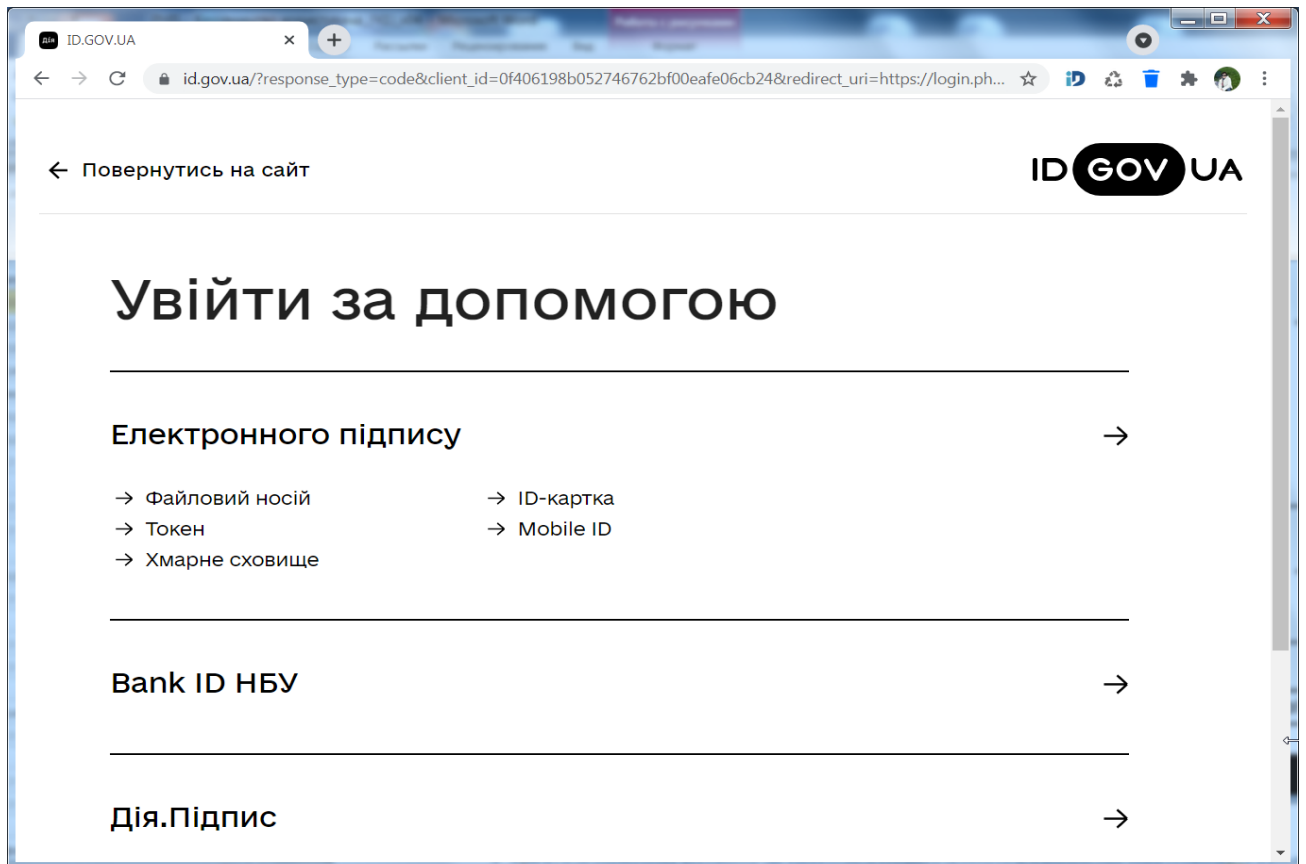 Дія ID.GOV.UA
id.gov.ua/?response_type=code&client_id=0f406198b052746762bf00eafe06cb24&redirect_uri=https://login.ph...
Повернутись на сайт
ID GOV UA
Увійти за допомогою
Електронного підпису
Файловий носій
ID-картка
Токен
Mobile ID
Хмарне сховище
Bank ID НБУ
Дія.Підпис